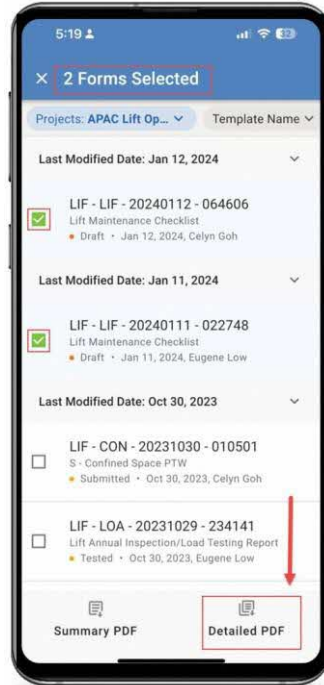 5:19
33
× 2 Forms Selected
Projects: APAC Lift Op...
Template Name
Last Modified Date: Jan 12, 2024
LIF - LIF - 20240112 - 064606
Lift Maintenance Checklist
Draft • Jan 12, 2024, Celyn Goh
Last Modified Date: Jan 11, 2024
LIF - LIF - 20240111 - 022748
Lift Maintenance Checklist
Draft • Jan 11, 2024, Eugene Low
Last Modified Date: Oct 30, 2023
LIF - CON - 20231030 - 010501
S - Confined Space PTW
Submitted • Oct 30, 2023, Celyn Goh
LIF - LOA - 20231029 - 234141
Lift Annual Inspection/Load Testing Report
Tested • Oct 30, 2023, Eugene Low
Summary PDF
Detailed PDF